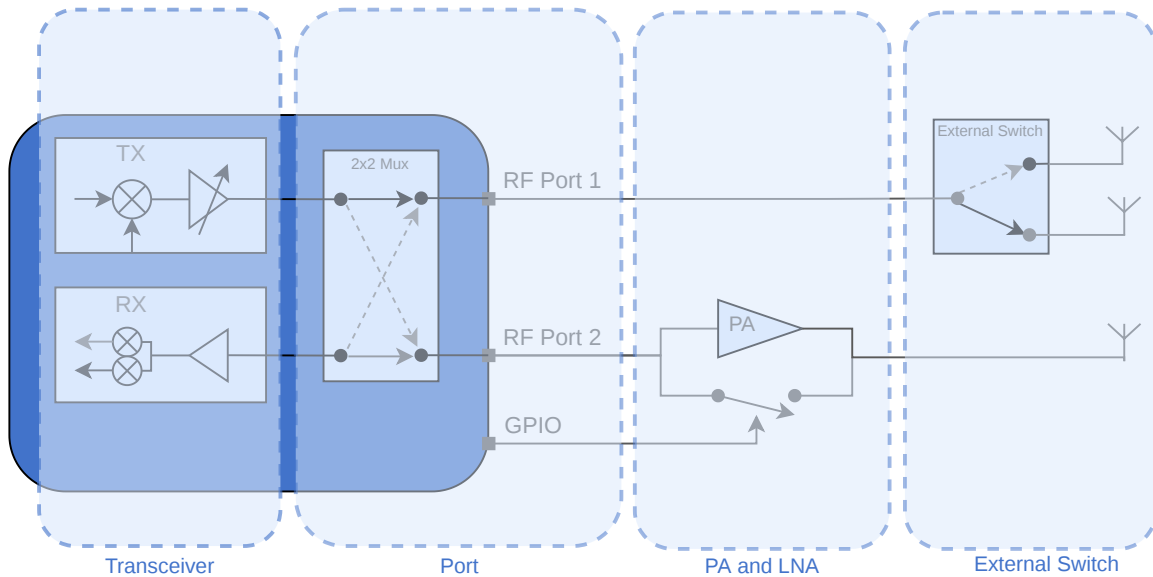 TX
2x2 Mux
RF Port 1
External Switch
RX
RF Port 2
PA
GPIO
Transceiver
Port
PA and LNA
External Switch